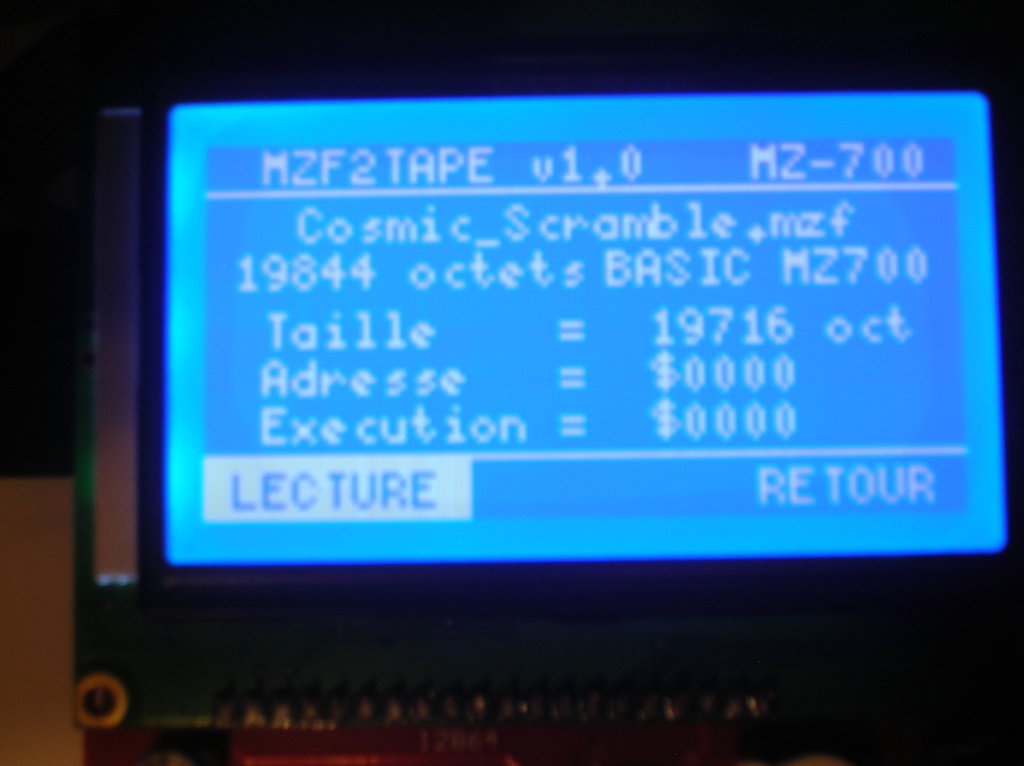 MZF2TAPE v1.0 MZ-700
Cosmic_Scramble.mzf
19844 octets BASIC MZ700
Taille = 19716 oct
Adresse = $0000
Execution = $0000
LECTURE RETOUR
12864